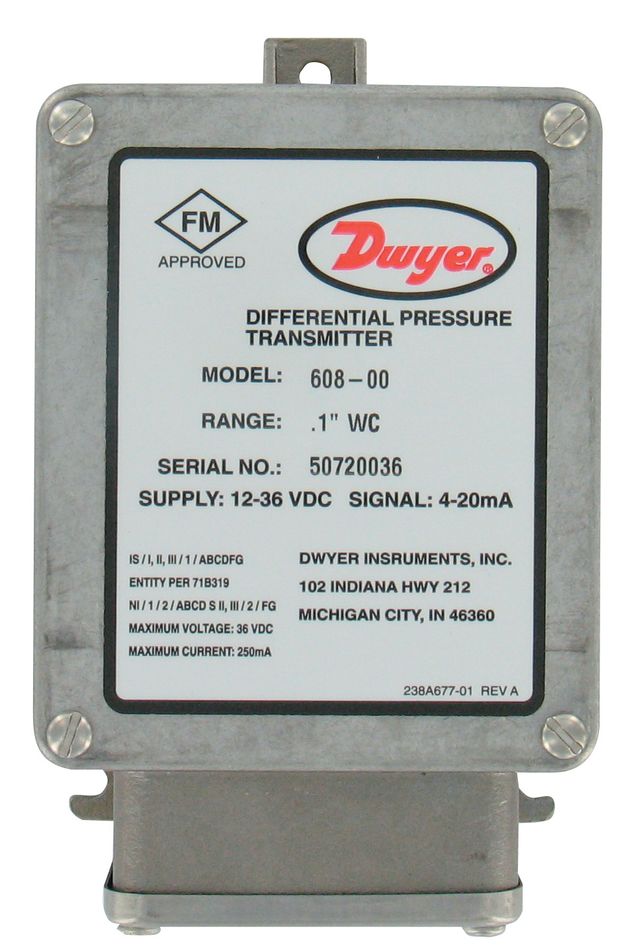 FM
APPROVED
Dwyer®
DIFFERENTIAL PRESSURE
TRANSMITTER
MODEL: 608-00
RANGE: .1" WC
SERIAL NO.: 50720036
SUPPLY: 12-36 VDC SIGNAL: 4-20mA
IS / I, II, III / 1 / ABCDFG
ENTITY PER 71B319
NI / 1 / 2 / ABCD S II, III / 2 / FG
MAXIMUM VOLTAGE: 36 VDC
MAXIMUM CURRENT: 250mA
DWYER INSRUMENTS, INC.
102 INDIANA HWY 212
MICHIGAN CITY, IN 46360
238A677-01 REV A